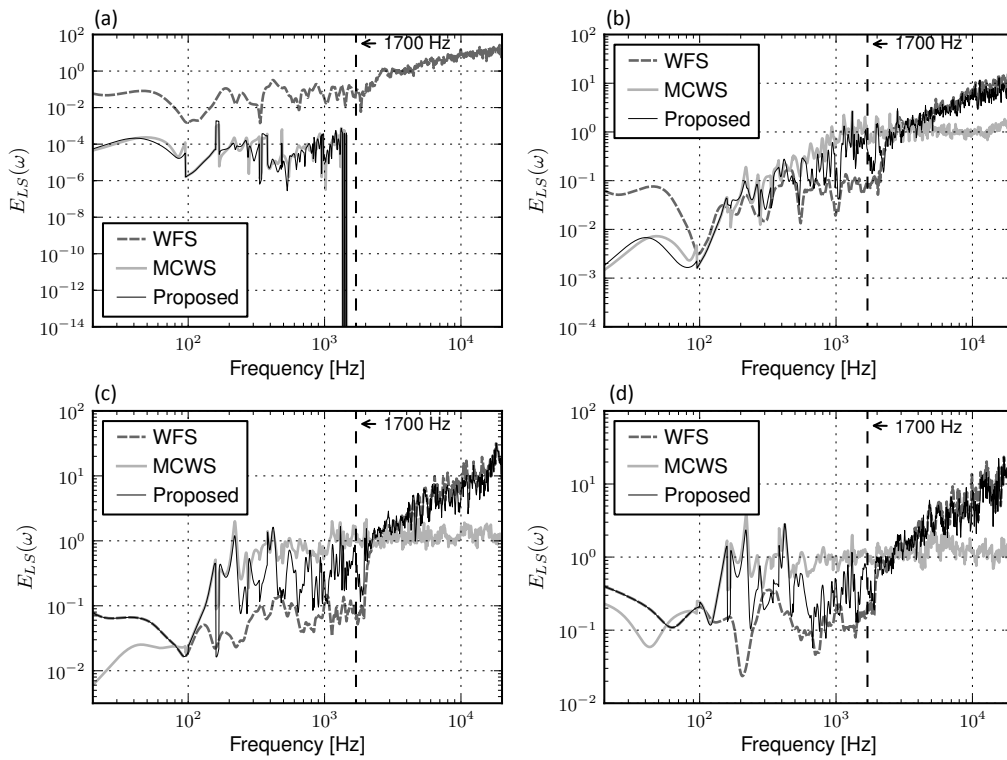 (a)
10^2
10^0
10^-2
10^-4
10^-6
10^-8
10^-10
10^-12
10^-14
E_LS(ω)
← 1700 Hz
WFS
MCWS
Proposed
10^2
10^3
10^4
Frequency [Hz]
(b)
10^2
10^1
10^0
10^-1
10^-2
10^-3
10^-4
E_LS(ω)
← 1700 Hz
WFS
MCWS
Proposed
10^2
10^3
10^4
Frequency [Hz]
(c)
10^2
10^1
10^0
10^-1
10^-2
E_LS(ω)
← 1700 Hz
WFS
MCWS
Proposed
10^2
10^3
10^4
Frequency [Hz]
(d)
10^2
10^1
10^0
10^-1
10^-2
E_LS(ω)
← 1700 Hz
WFS
MCWS
Proposed
10^2
10^3
10^4
Frequency [Hz]